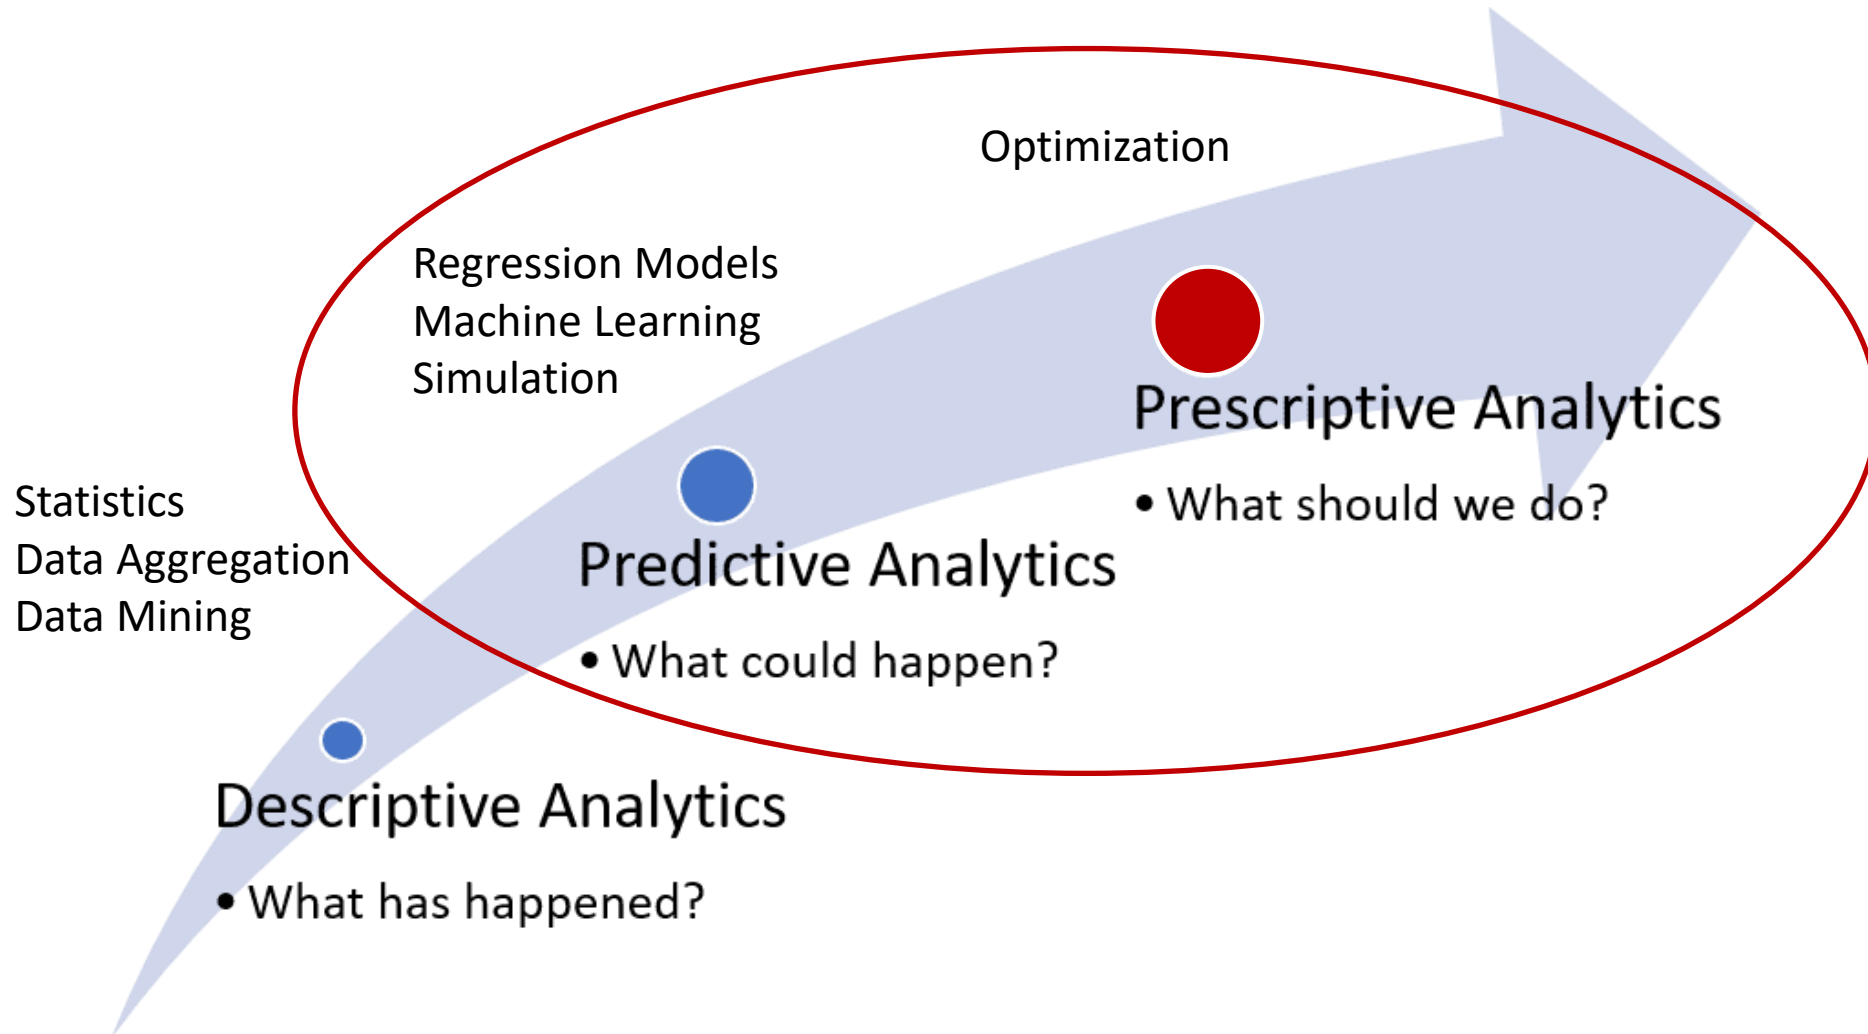 Optimization
Regression Models
Machine Learning
Simulation
Prescriptive Analytics
• What should we do?
Statistics
Data Aggregation
Data Mining
Predictive Analytics
• What could happen?
Descriptive Analytics
• What has happened?